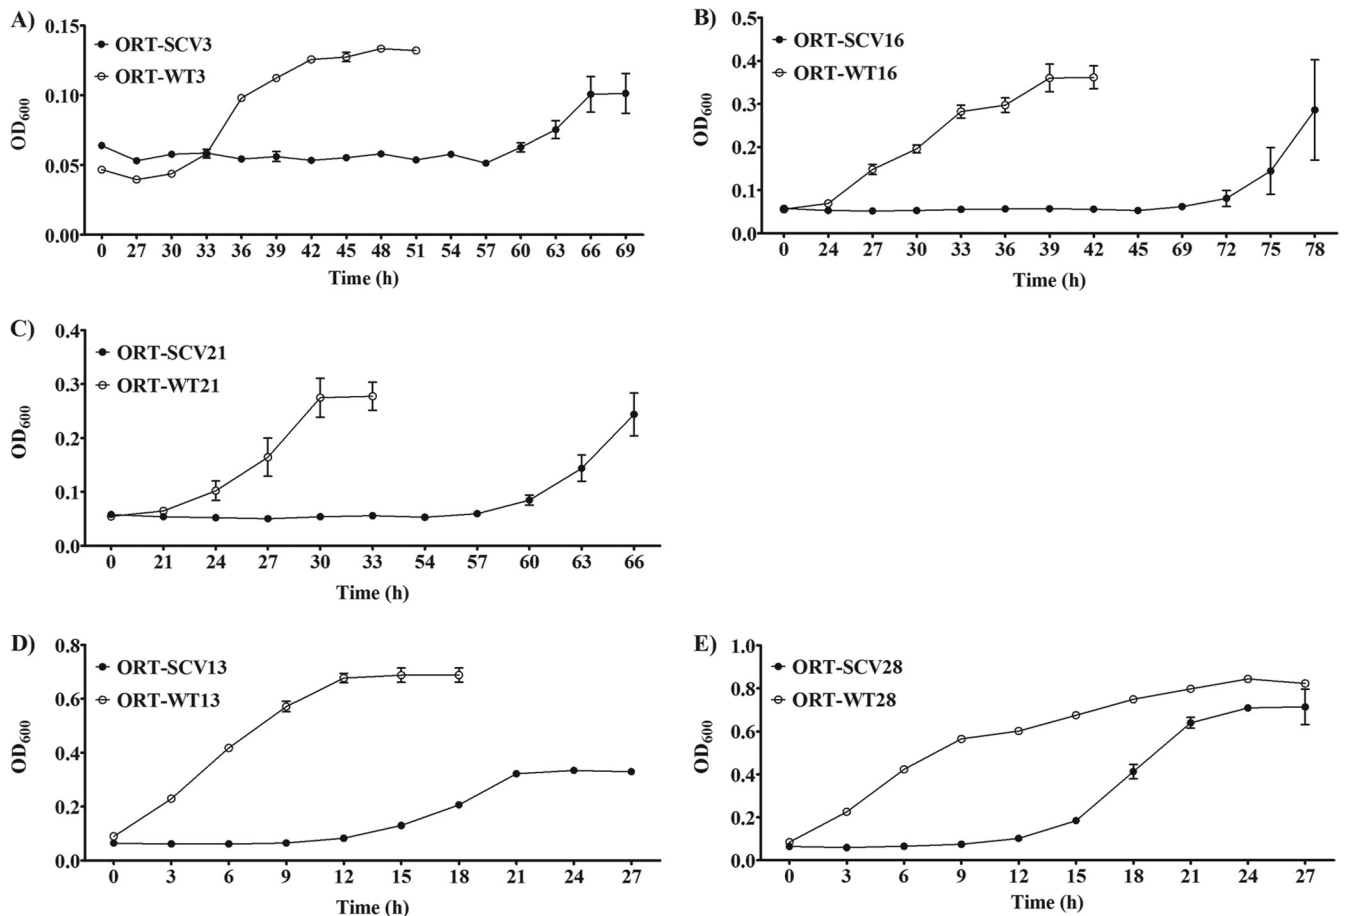 A)
ORT-SCV3
ORT-WT3
OD600
0.15
0.10
0.05
0.00
0 27 30 33 36 39 42 45 48 51 54 57 60 63 66 69
Time (h)
B)
ORT-SCV16
ORT-WT16
OD600
0.5
0.4
0.3
0.2
0.1
0.0
0 24 27 30 33 36 39 42 45 69 72 75 78
Time (h)
C)
ORT-SCV21
ORT-WT21
OD600
0.4
0.3
0.2
0.1
0.0
0 21 24 27 30 33 54 57 60 63 66
Time (h)
D)
ORT-SCV13
ORT-WT13
OD600
0.8
0.6
0.4
0.2
0.0
0 3 6 9 12 15 18 21 24 27
Time (h)
E)
ORT-SCV28
ORT-WT28
OD600
1.0
0.8
0.6
0.4
0.2
0.0
0 3 6 9 12 15 18 21 24 27
Time (h)